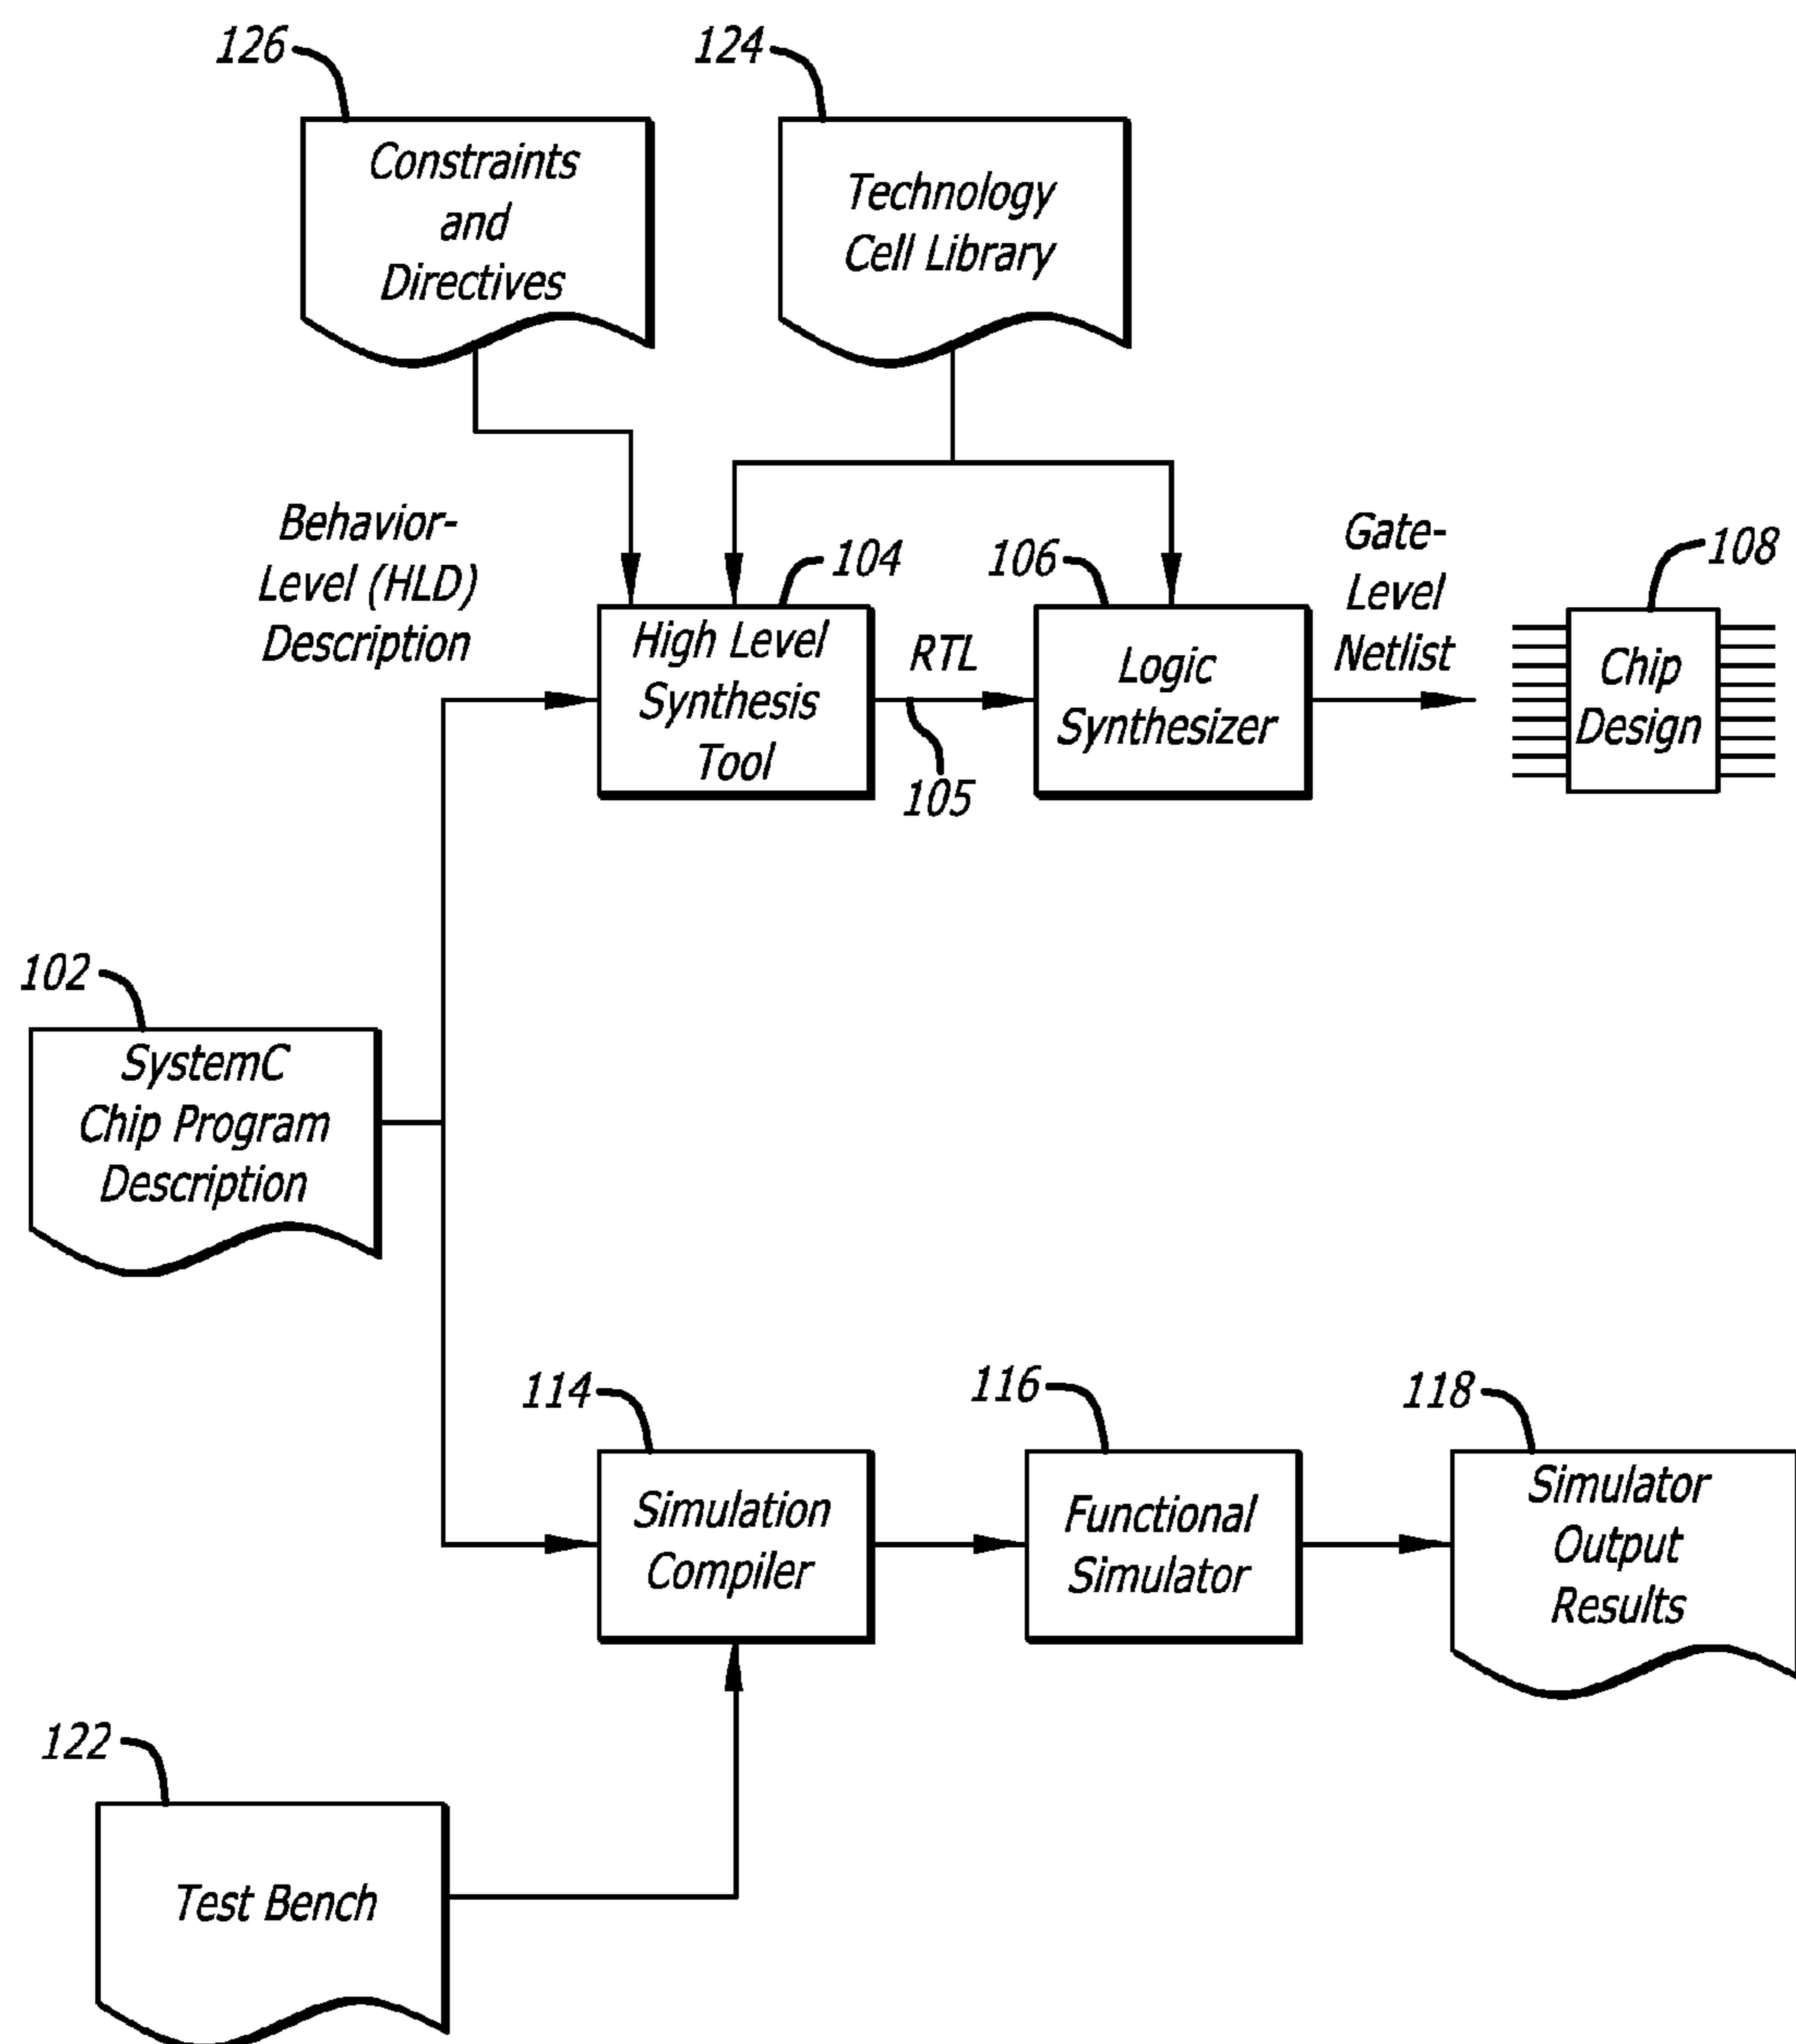 126
124
Constraints
and
Directives
Technology
Cell Library
Behavior-
Level (HLD)
Description
104
106
Gate-
Level
Netlist
108
High Level
Synthesis
Tool
RTL
105
Logic
Synthesizer
Chip
Design
102
SystemC
Chip Program
Description
114
116
118
Simulation
Compiler
Functional
Simulator
Simulator
Output
Results
122
Test Bench